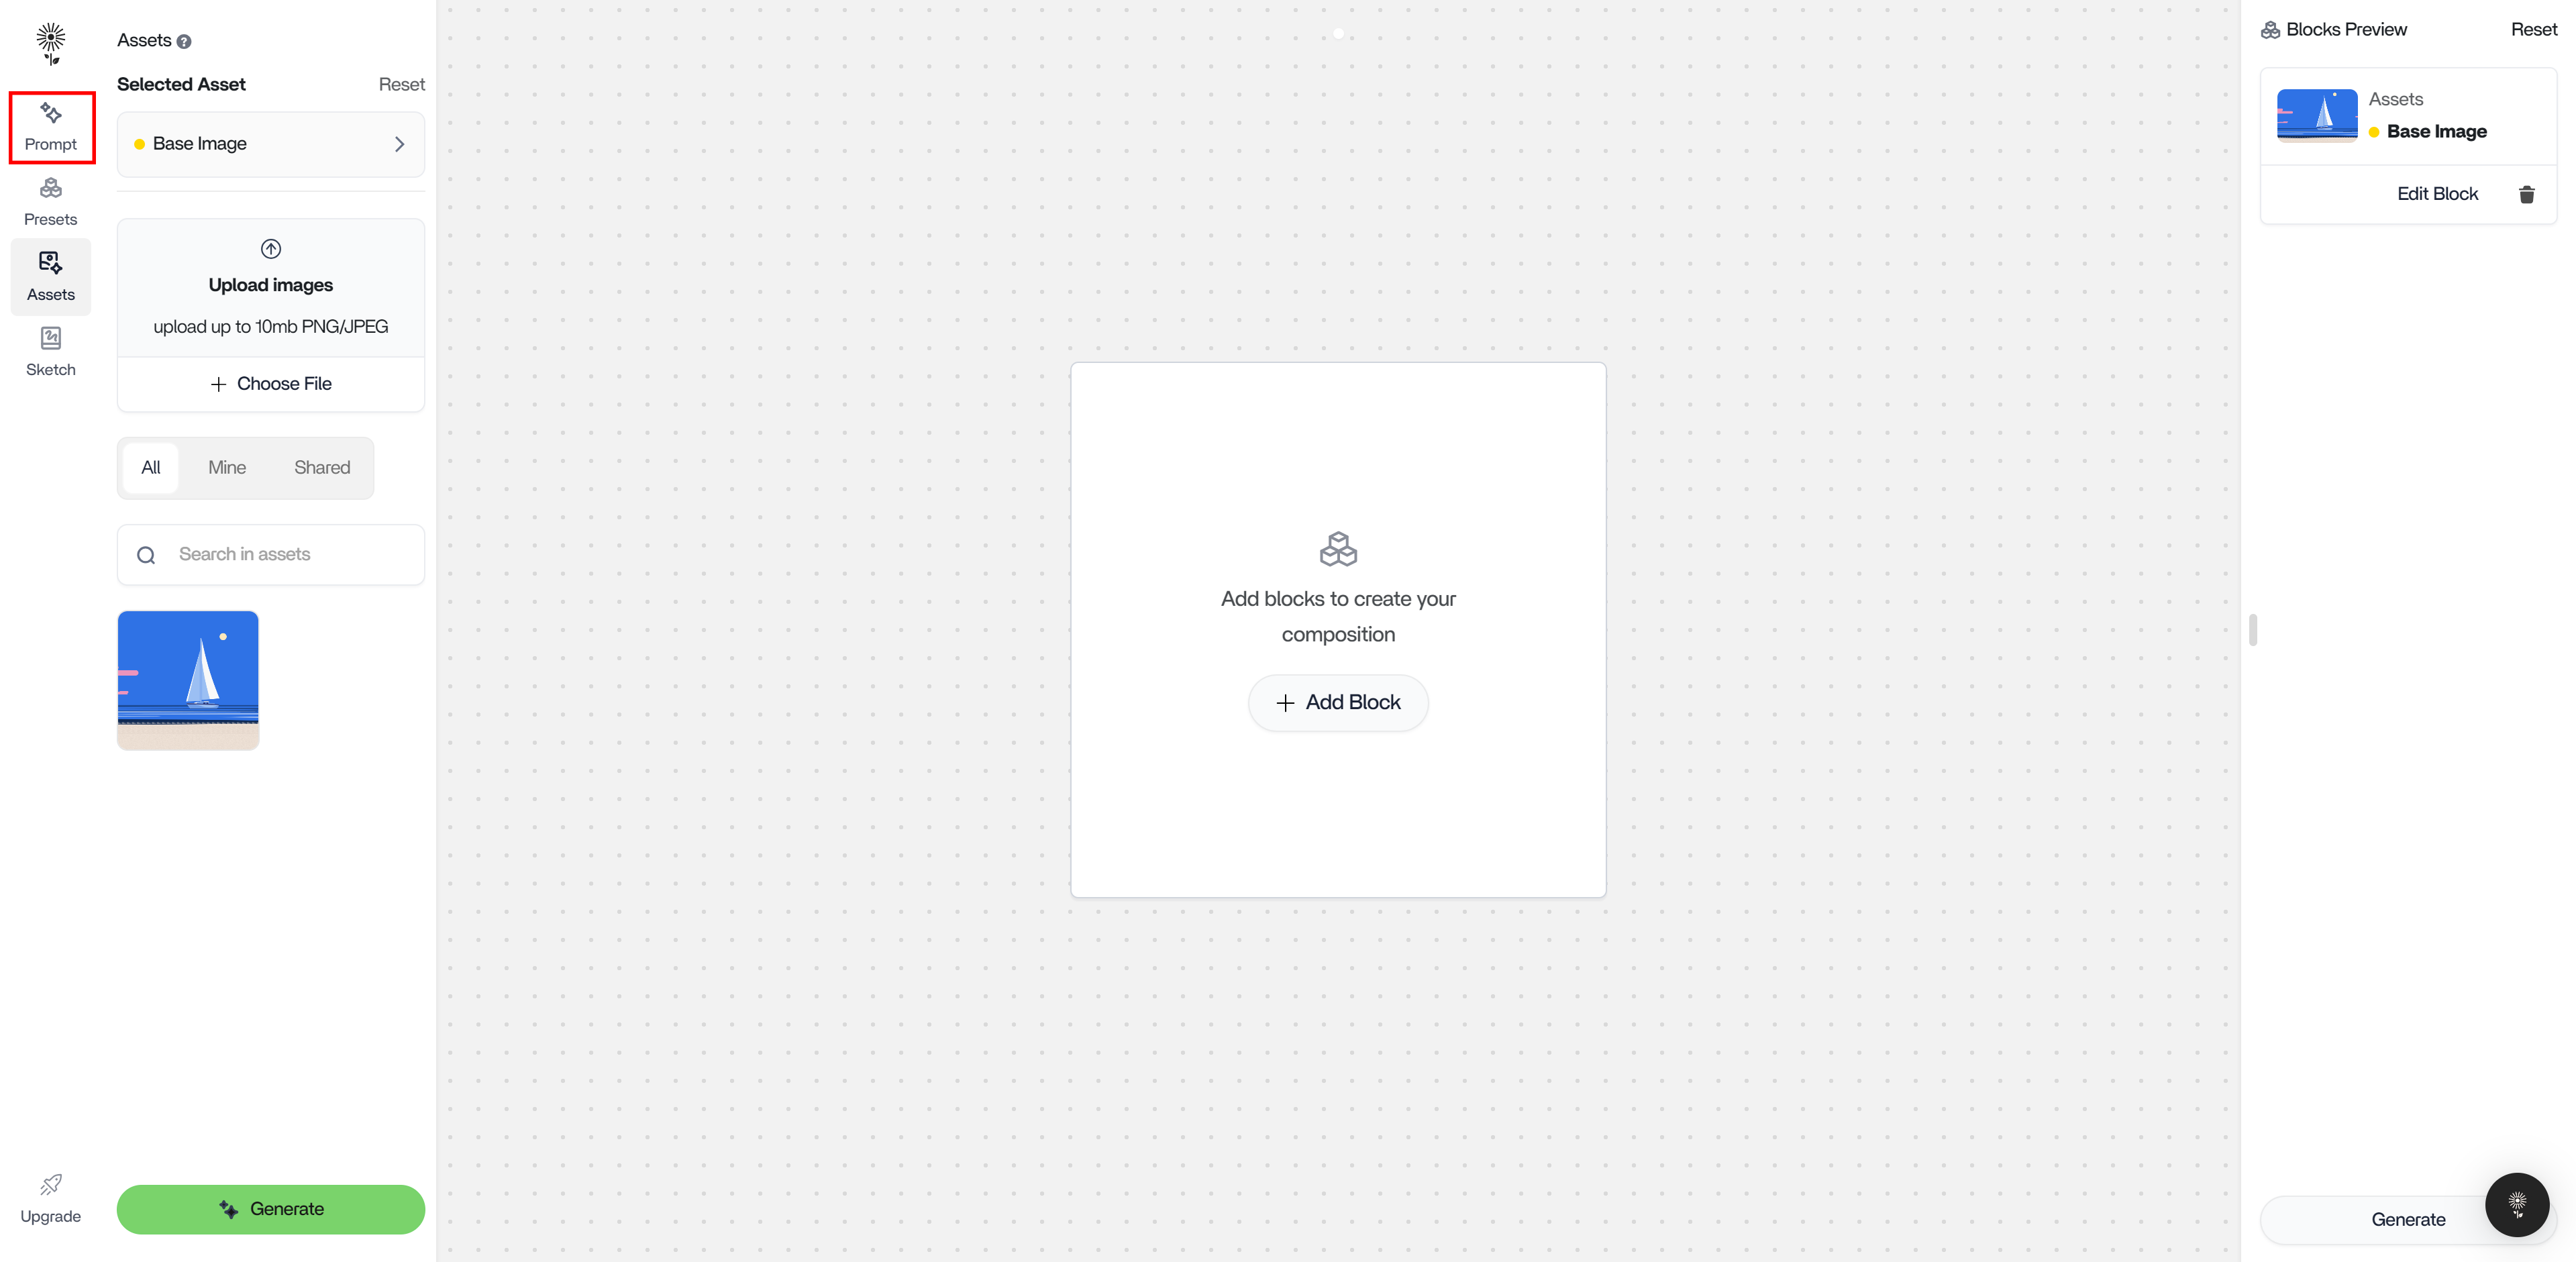 Prompt
Presets
Assets
Sketch
Upgrade
Assets ?
Selected Asset Reset
Base Image
Upload images
upload up to 10mb PNG/JPEG
+ Choose File
All Mine Shared
Search in assets
Generate
Add blocks to create your
composition
+ Add Block
Blocks Preview Reset
Assets
Base Image
Edit Block
Generate